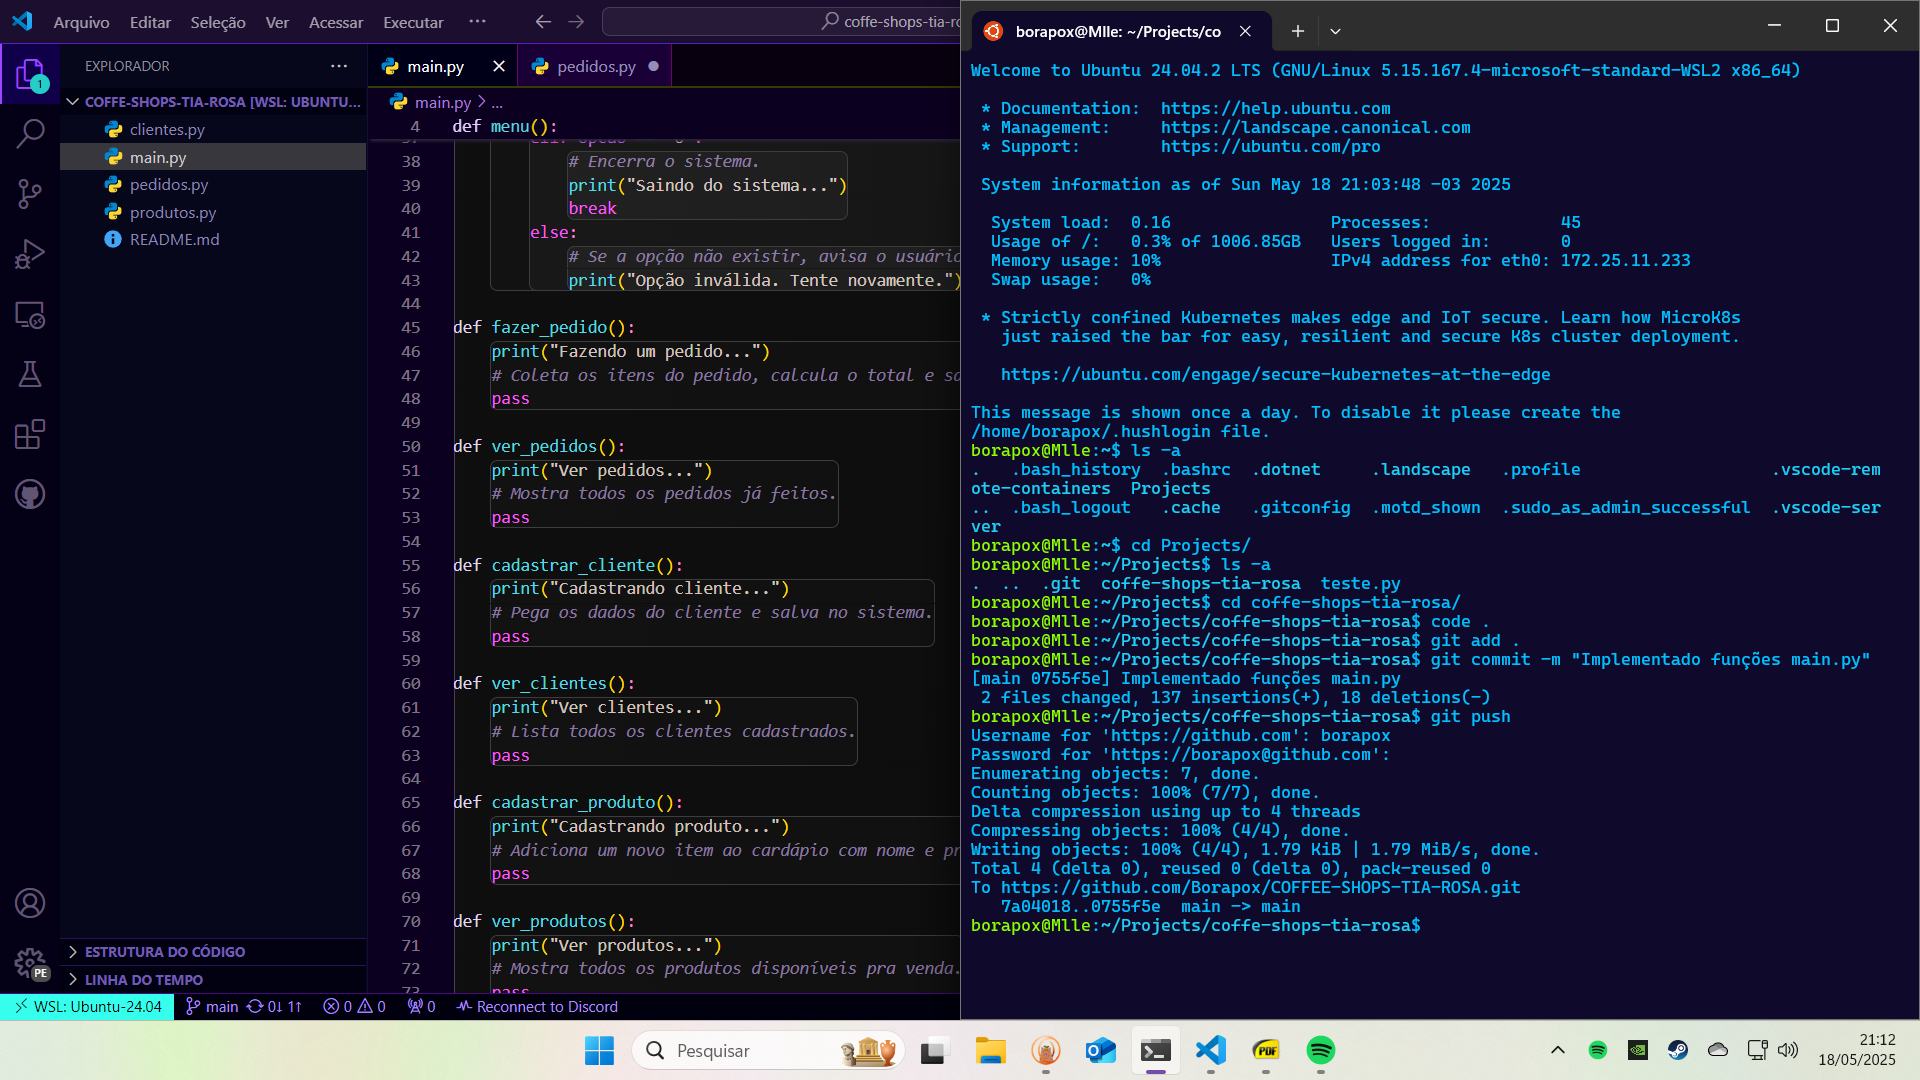 Arquivo Editar Seleção Ver Acessar Executar ··· coffe-shops-tia-ro
EXPLORADOR ···
COFFE-SHOPS-TIA-ROSA [WSL: UBUNTU...
clientes.py
main.py
pedidos.py
produtos.py
README.md
ESTRUTURA DO CÓDIGO
LINHA DO TEMPO
1
PE
main.py pedidos.py
main.py > ...
4 def menu():
38 # Encerra o sistema.
39 print("Saindo do sistema...")
40 break
41 else:
42 # Se a opção não existir, avisa o usuário
43 print("Opção inválida. Tente novamente.")
44
45 def fazer_pedido():
46 print("Fazendo um pedido...")
47 # Coleta os itens do pedido, calcula o total e sa
48 pass
49
50 def ver_pedidos():
51 print("Ver pedidos...")
52 # Mostra todos os pedidos já feitos.
53 pass
54
55 def cadastrar_cliente():
56 print("Cadastrando cliente...")
57 # Pega os dados do cliente e salva no sistema.
58 pass
59
60 def ver_clientes():
61 print("Ver clientes...")
62 # Lista todos os clientes cadastrados.
63 pass
64
65 def cadastrar_produto():
66 print("Cadastrando produto...")
67 # Adiciona um novo item ao cardápio com nome e pr
68 pass
69
70 def ver_produtos():
71 print("Ver produtos...")
72 # Mostra todos os produtos disponíveis pra venda.
WSL: Ubuntu-24.04 main 0↓ 1↑ 0 0 0 Reconnect to Discord
borapox@Mlle: ~/Projects/co
Welcome to Ubuntu 24.04.2 LTS (GNU/Linux 5.15.167.4-microsoft-standard-WSL2 x86_64)
* Documentation: https://help.ubuntu.com
* Management: https://landscape.canonical.com
* Support: https://ubuntu.com/pro
System information as of Sun May 18 21:03:48 -03 2025
System load: 0.16 Processes: 45
Usage of /: 0.3% of 1006.85GB Users logged in: 0
Memory usage: 10% IPv4 address for eth0: 172.25.11.233
Swap usage: 0%
* Strictly confined Kubernetes makes edge and IoT secure. Learn how MicroK8s
just raised the bar for easy, resilient and secure K8s cluster deployment.
https://ubuntu.com/engage/secure-kubernetes-at-the-edge
This message is shown once a day. To disable it please create the
/home/borapox/.hushlogin file.
borapox@Mlle:~$ ls -a
. .bash_history .bashrc .dotnet .landscape .profile .vscode-rem
ote-containers Projects
.. .bash_logout .cache .gitconfig .motd_shown .sudo_as_admin_successful .vscode-ser
ver
borapox@Mlle:~$ cd Projects/
borapox@Mlle:~/Projects$ ls -a
. .. .git coffe-shops-tia-rosa teste.py
borapox@Mlle:~/Projects$ cd coffe-shops-tia-rosa/
borapox@Mlle:~/Projects/coffe-shops-tia-rosa$ code .
borapox@Mlle:~/Projects/coffe-shops-tia-rosa$ git add .
borapox@Mlle:~/Projects/coffe-shops-tia-rosa$ git commit -m "Implementado funções main.py"
[main 0755f5e] Implementado funções main.py
2 files changed, 137 insertions(+), 18 deletions(-)
borapox@Mlle:~/Projects/coffe-shops-tia-rosa$ git push
Username for 'https://github.com': borapox
Password for 'https://borapox@github.com':
Enumerating objects: 7, done.
Counting objects: 100% (7/7), done.
Delta compression using up to 4 threads
Compressing objects: 100% (4/4), done.
Writing objects: 100% (4/4), 1.79 KiB | 1.79 MiB/s, done.
Total 4 (delta 0), reused 0 (delta 0), pack-reused 0
To https://github.com/Borapox/COFFEE-SHOPS-TIA-ROSA.git
7a04018..0755f5e main -> main
borapox@Mlle:~/Projects/coffe-shops-tia-rosa$
Pesquisar
PDF
21:12
18/05/2025